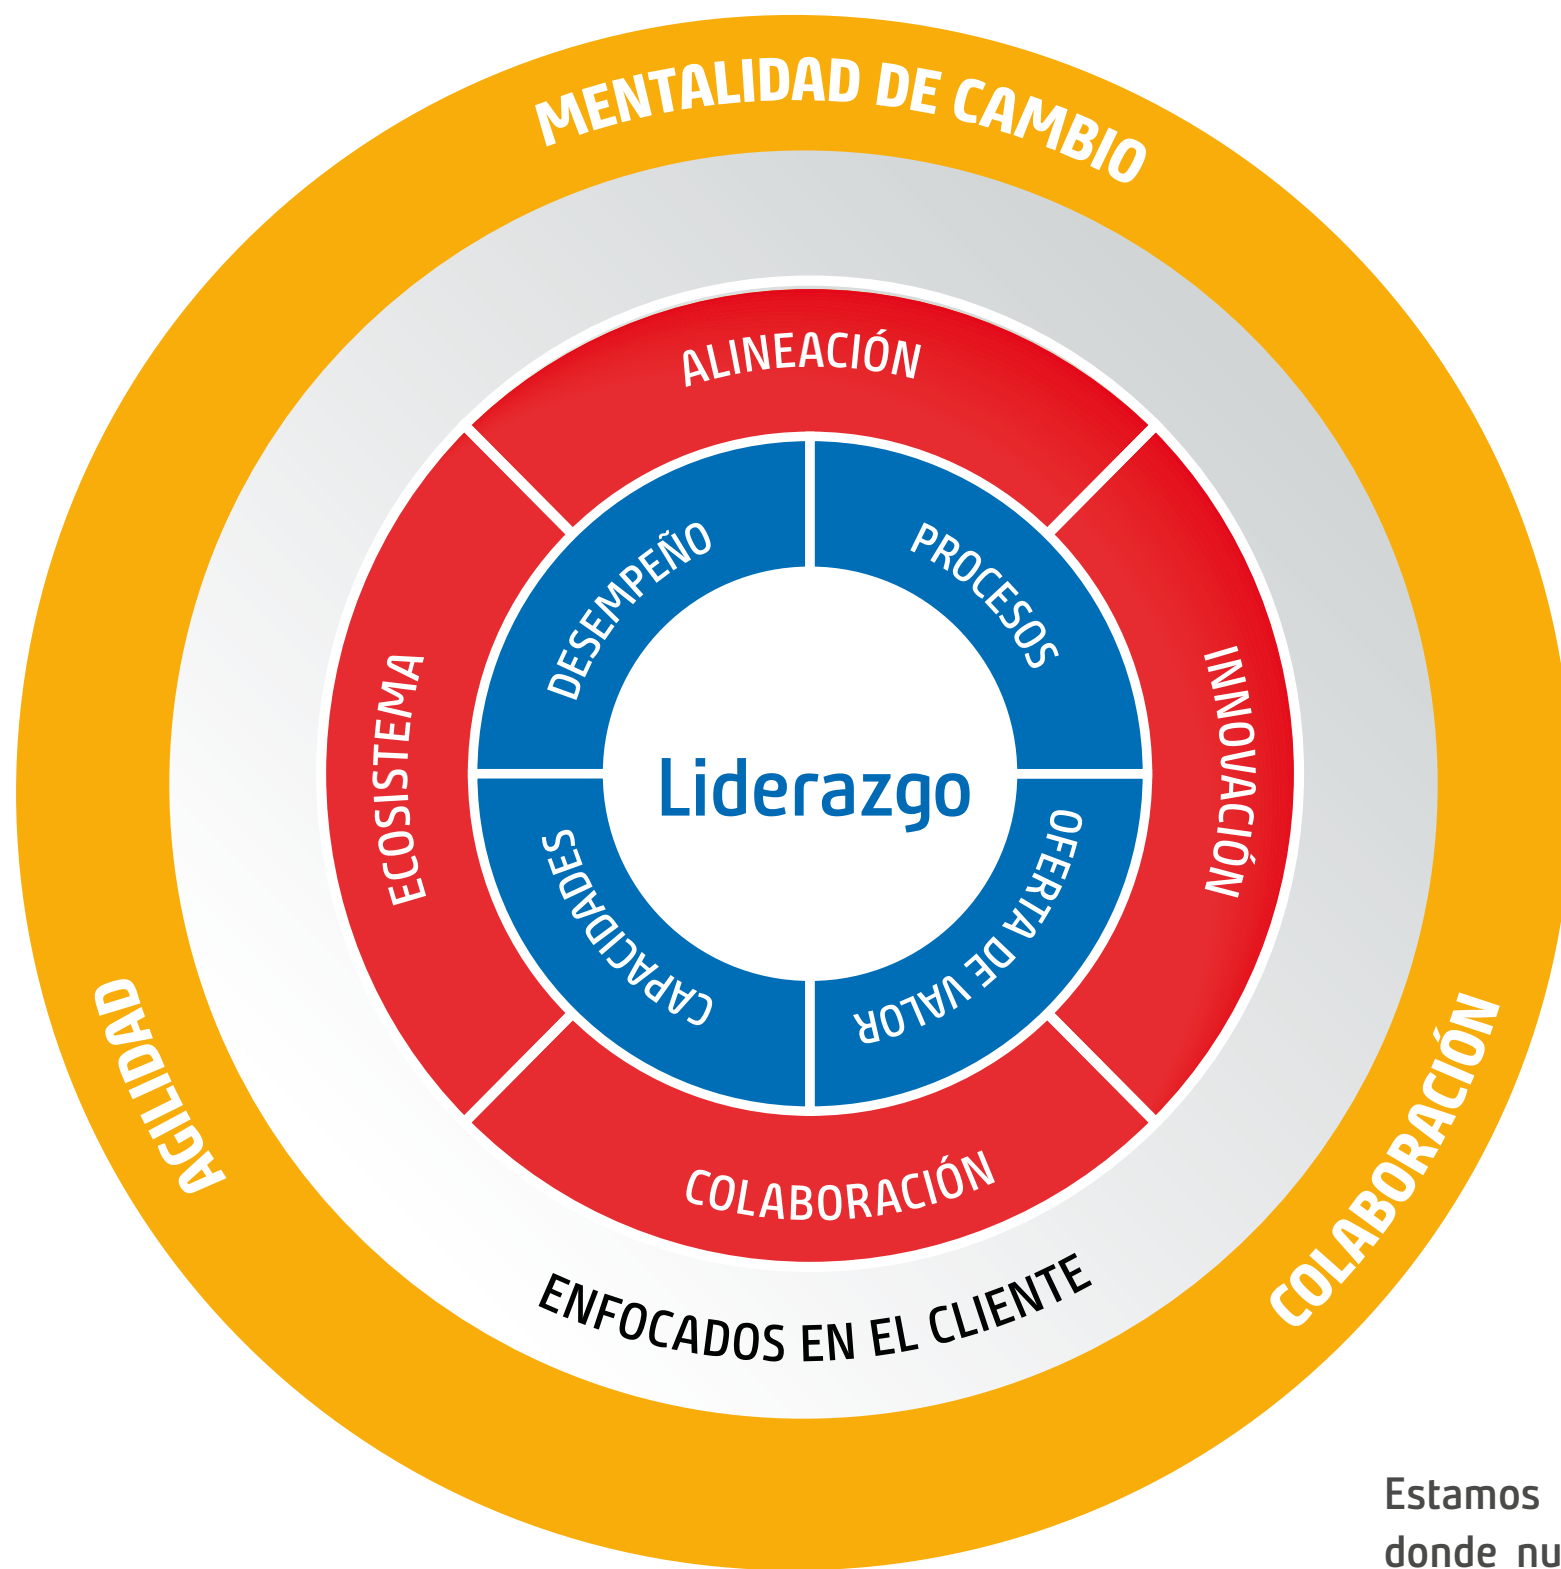 MENTALIDAD DE CAMBIO
ALINEACIÓN
DESEMPEÑO
PROCESOS
ECOSISTEMA
INNOVACIÓN
Liderazgo
CAPACIDADES
OFERTA DE VALOR
AGILIDAD
COLABORACIÓN
COLABORACIÓN
ENFOCADOS EN EL CLIENTE
Estamos
donde nu